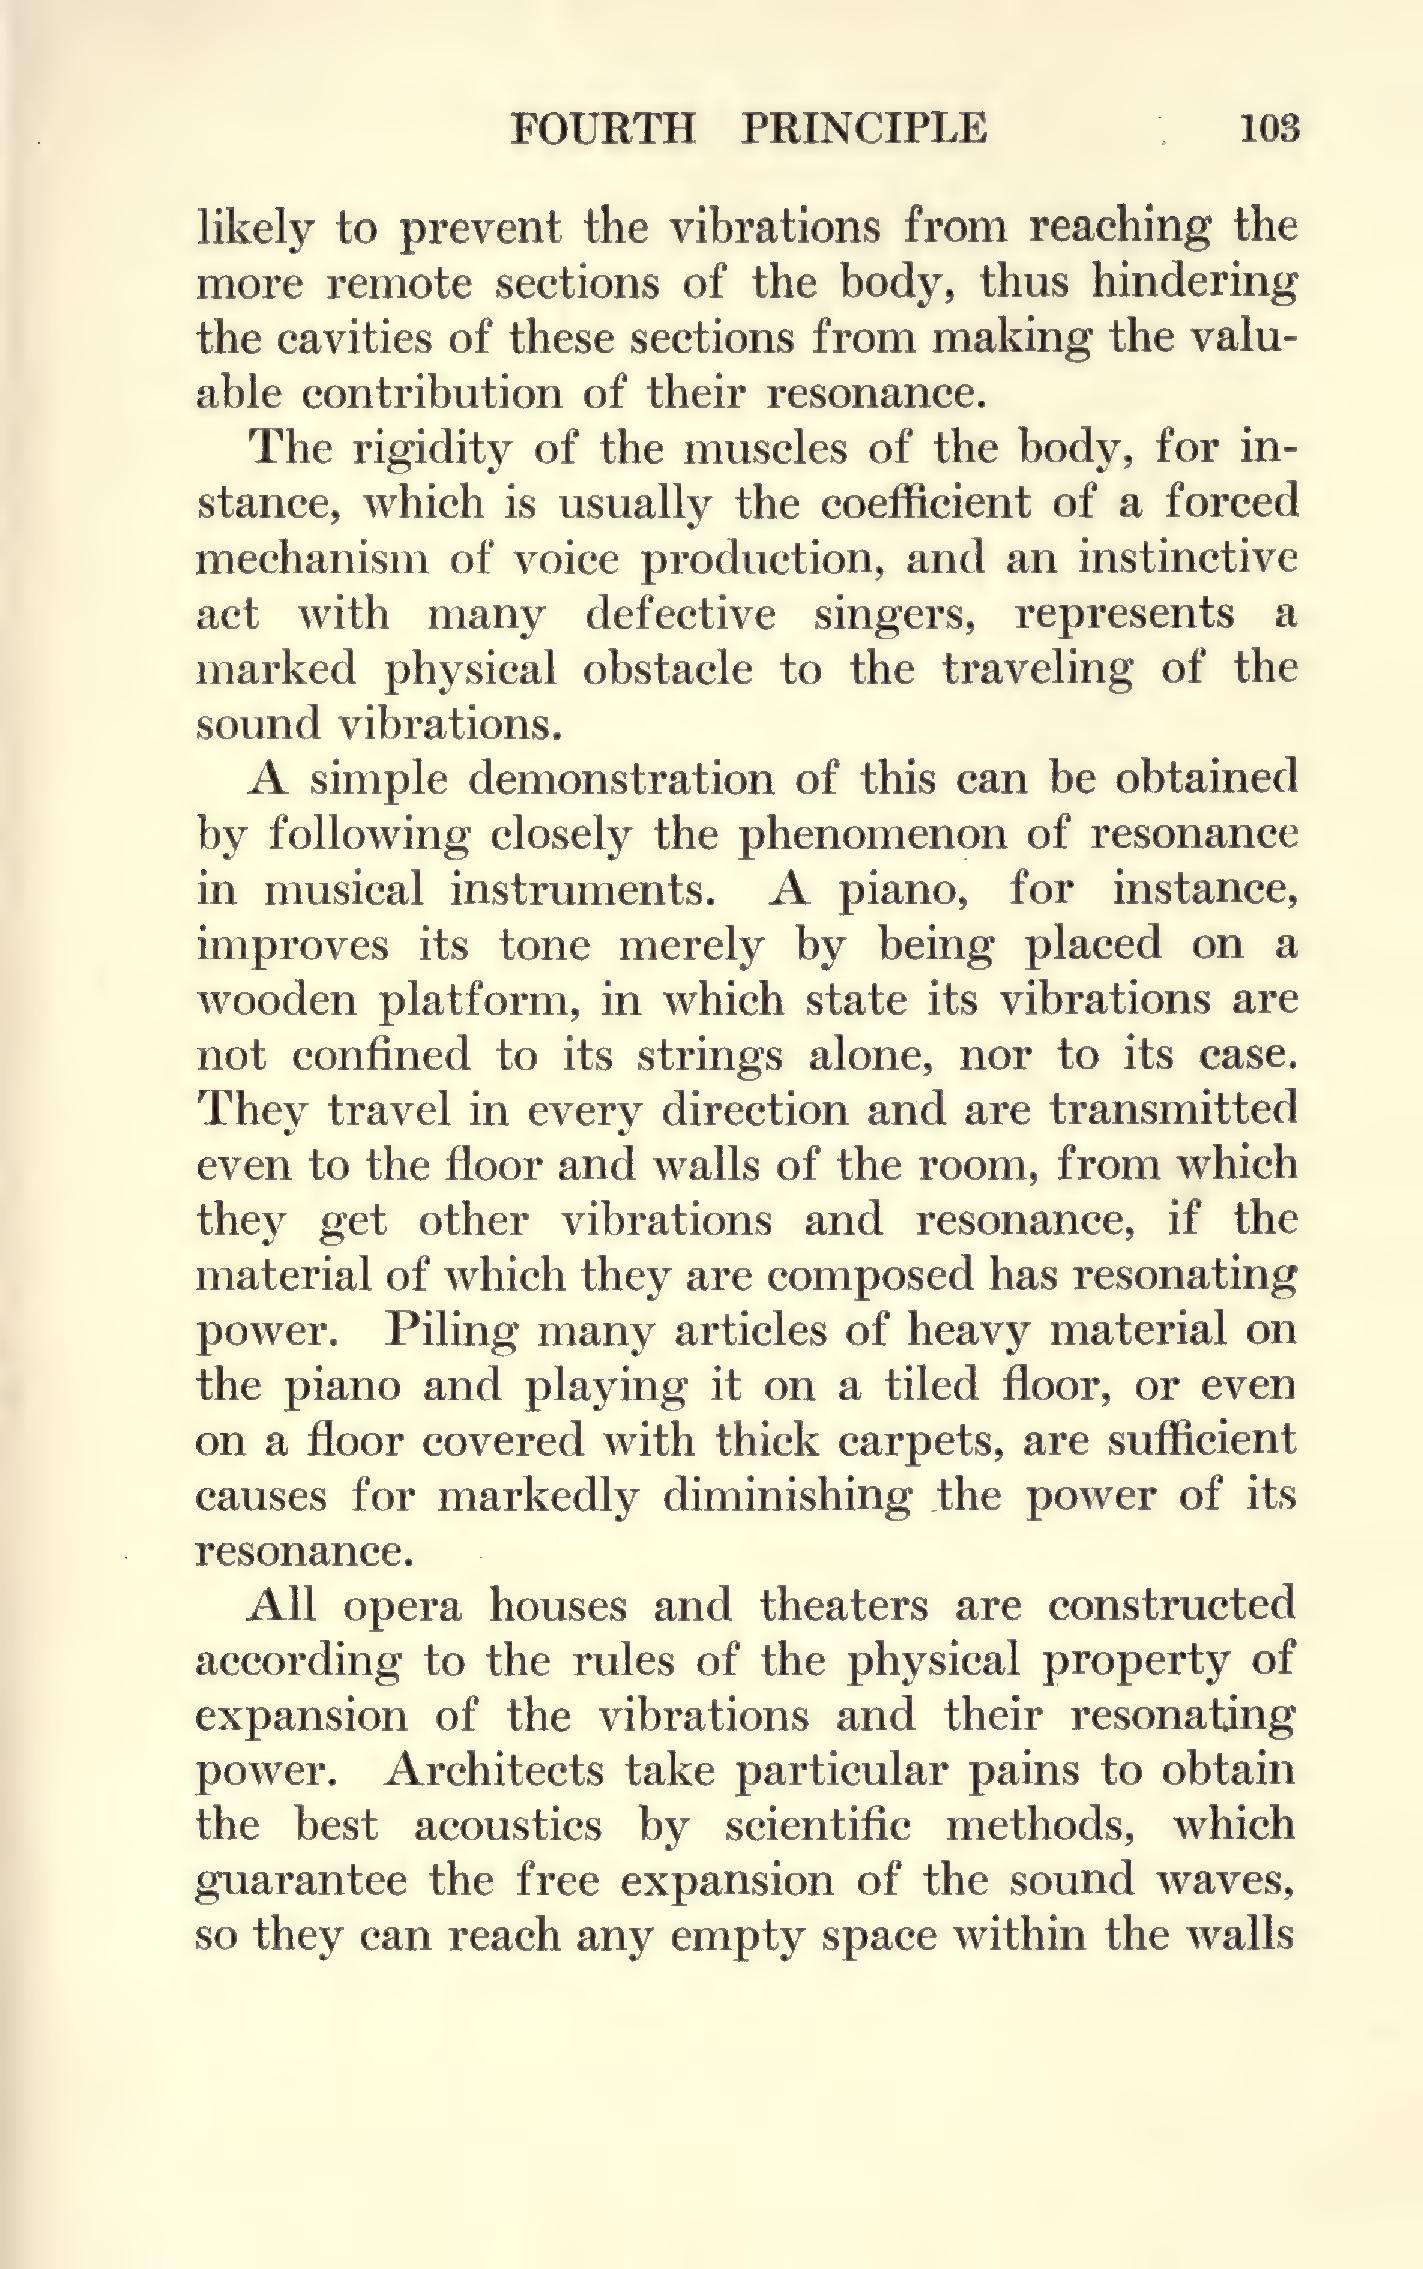 FOURTH PRINCIPLE 103
likely to prevent the vibrations from reaching the
more remote sections of the body, thus hindering
the cavities of these sections from making the valu-
able contribution of their resonance.
The rigidity of the muscles of the body, for in-
stance, which is usually the coefficient of a forced
mechanism of voice production, and an instinctive
act with many defective singers, represents a
marked physical obstacle to the traveling of the
sound vibrations.
A simple demonstration of this can be obtained
by following closely the phenomenon of resonance
in musical instruments. A piano, for instance,
improves its tone merely by being placed on a
wooden platform, in which state its vibrations are
not confined to its strings alone, nor to its case.
They travel in every direction and are transmitted
even to the floor and walls of the room, from which
they get other vibrations and resonance, if the
material of which they are composed has resonating
power. Piling many articles of heavy material on
the piano and playing it on a tiled floor, or even
on a floor covered with thick carpets, are sufficient
causes for markedly diminishing the power of its
resonance.
All opera houses and theaters are constructed
according to the rules of the physical property of
expansion of the vibrations and their resonating
power. Architects take particular pains to obtain
the best acoustics by scientific methods, which
guarantee the free expansion of the sound waves,
so they can reach any empty space within the walls